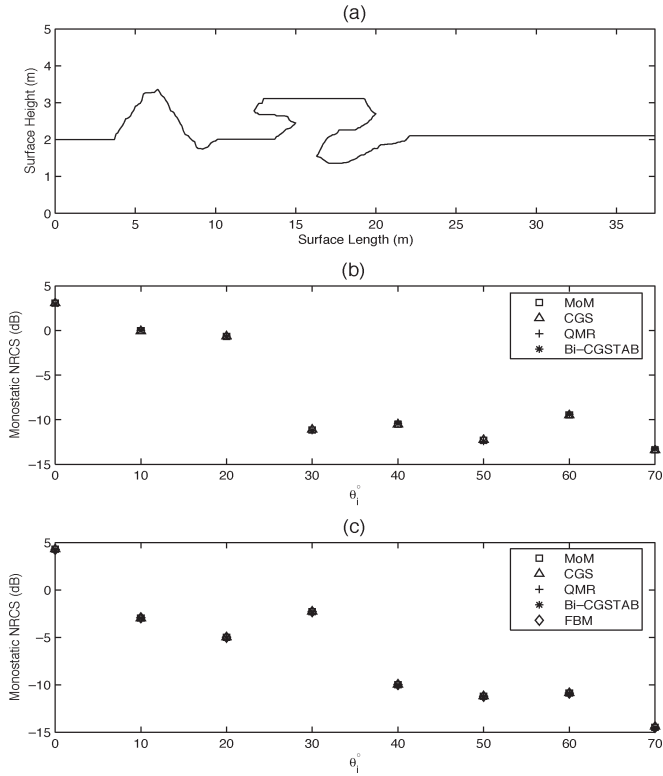 (a)
5
4
3
2
1
0
Surface Height (m)
0 5 10 15 20 25 30 35
Surface Length (m)
(b)
5
0
−5
−10
−15
Monostatic NRCS (dB)
MoM
CGS
QMR
Bi−CGSTAB
0 10 20 30 40 50 60 70
θi°
(c)
5
0
−5
−10
−15
Monostatic NRCS (dB)
MoM
CGS
QMR
Bi−CGSTAB
FBM
0 10 20 30 40 50 60 70
θi°